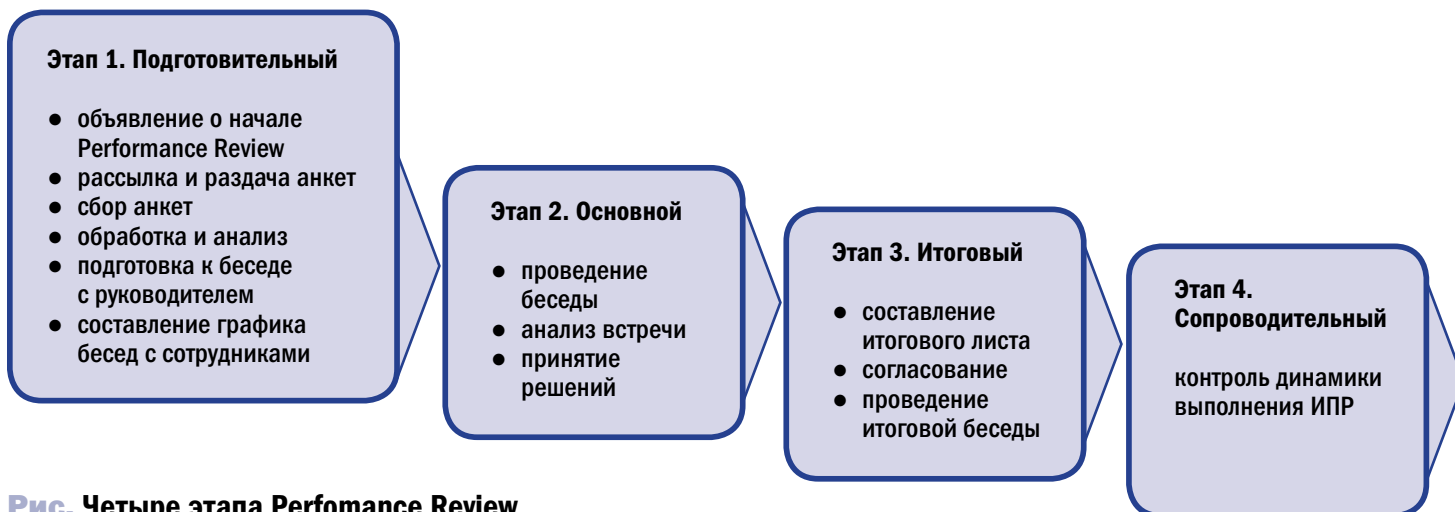 Этап 1. Подготовительный
● объявление о начале
Performance Review
● рассылка и раздача анкет
● сбор анкет
● обработка и анализ
● подготовка к беседе
с руководителем
● составление графика
бесед с сотрудниками
Этап 2. Основной
● проведение
беседы
● анализ встречи
● принятие
решений
Этап 3. Итоговый
● составление
итогового листа
● согласование
● проведение
итоговой беседы
Этап 4.
Сопроводительный
контроль динамики
выполнения ИПР
Рис. Четыре этапа Perfomance Review